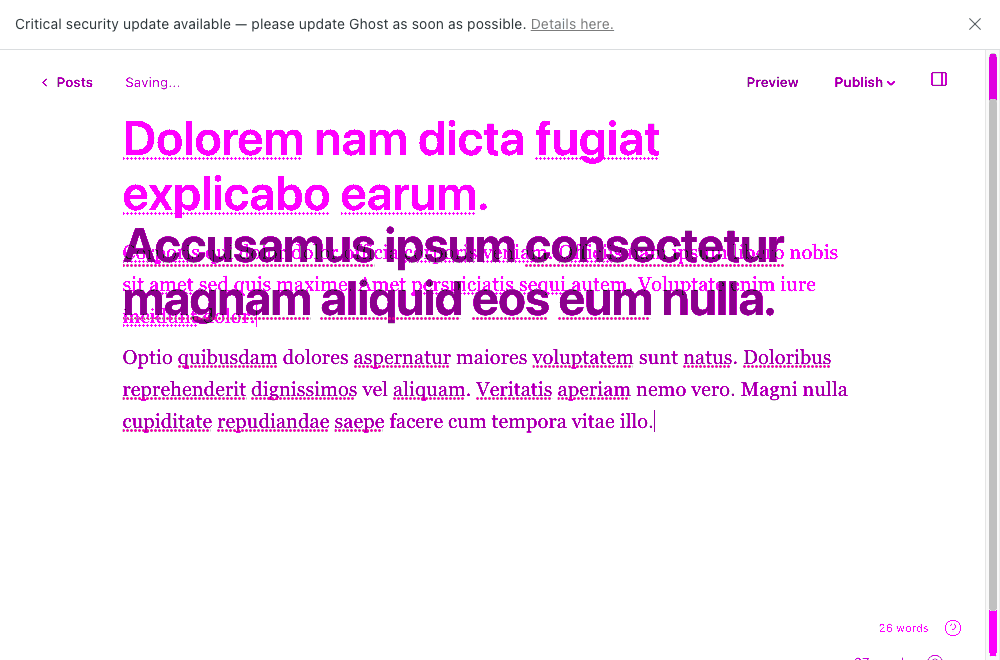 Critical security update available — please update Ghost as soon as possible. Details here.
Posts
Saving...
Preview
Publish
Dolorem nam dicta fugiat
explicabo earum.
Accusamus ipsum consectetur
nobis
sit amet sed quis maxime. Amet perspiciatis sequi autem. Voluptate enim iure
magnam aliquid eos eum nulla.
dolor.
Optio quibusdam dolores aspernatur maiores voluptatem sunt natus. Doloribus
reprehenderit dignissimos vel aliquam. Veritatis aperiam nemo vero. Magni nulla
cupiditate repudiandae saepe facere cum tempora vitae illo.
26 words